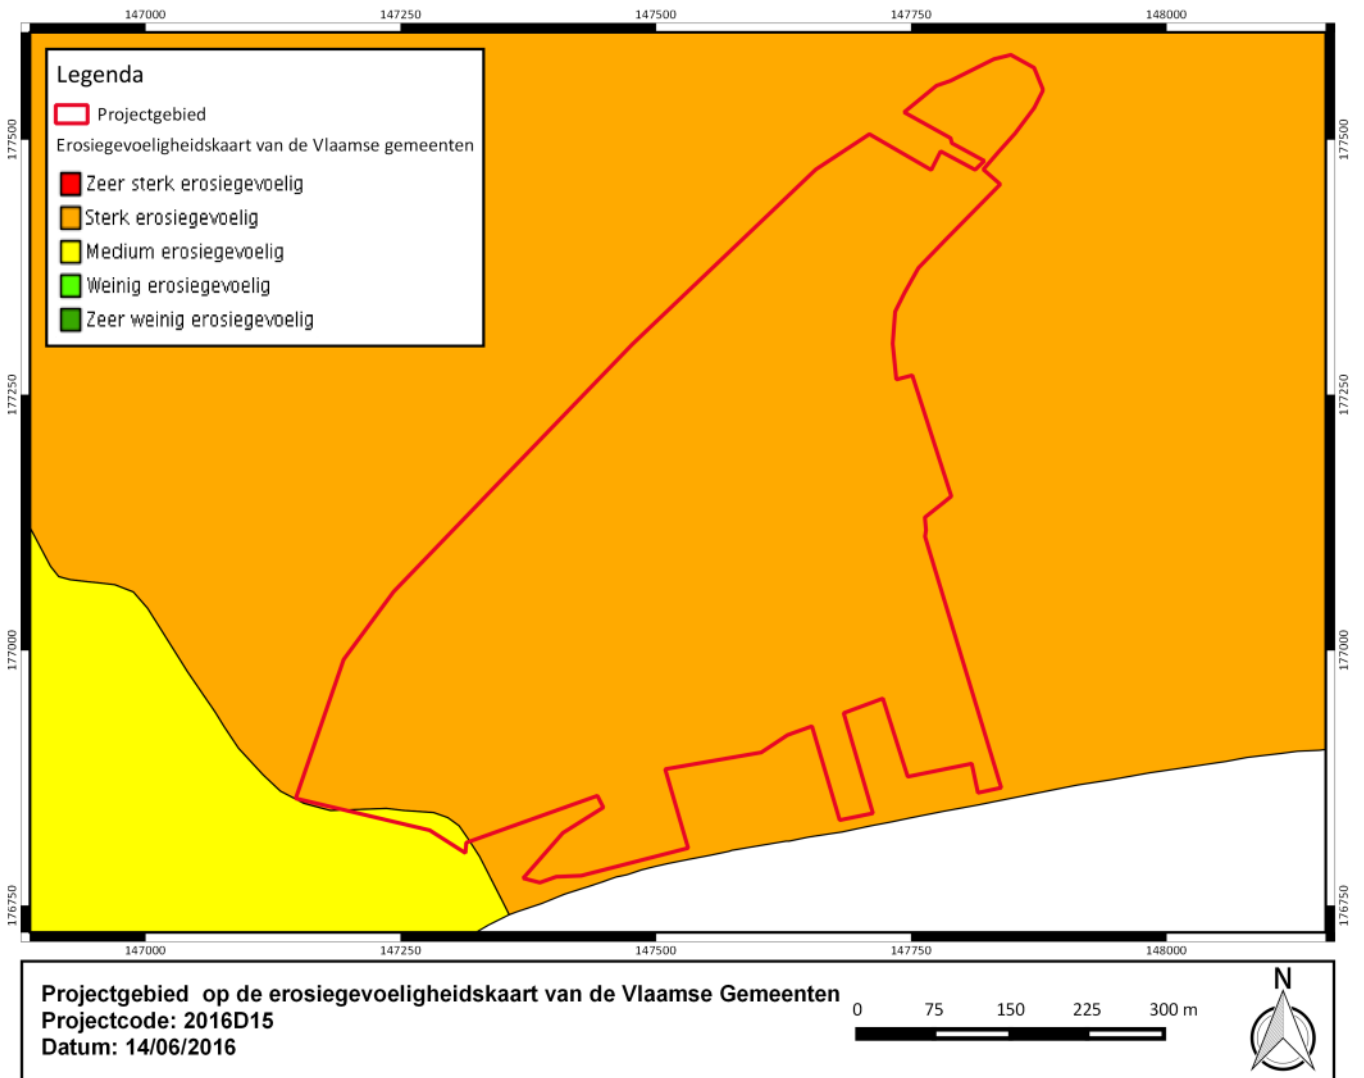 147000 147250 147500 147750 148000
Legenda
Projectgebied
Erosiegevoeligheidskaart van de Vlaamse gemeenten
Zeer sterk erosiegevoelig
Sterk erosiegevoelig
Medium erosiegevoelig
Weinig erosiegevoelig
Zeer weinig erosiegevoelig
177500 177500
177250 177250
177000 177000
176750 176750
147000 147250 147500 147750 148000
Projectgebied op de erosiegevoeligheidskaart van de Vlaamse Gemeenten
Projectcode: 2016D15
Datum: 14/06/2016
0 75 150 225 300 m
N